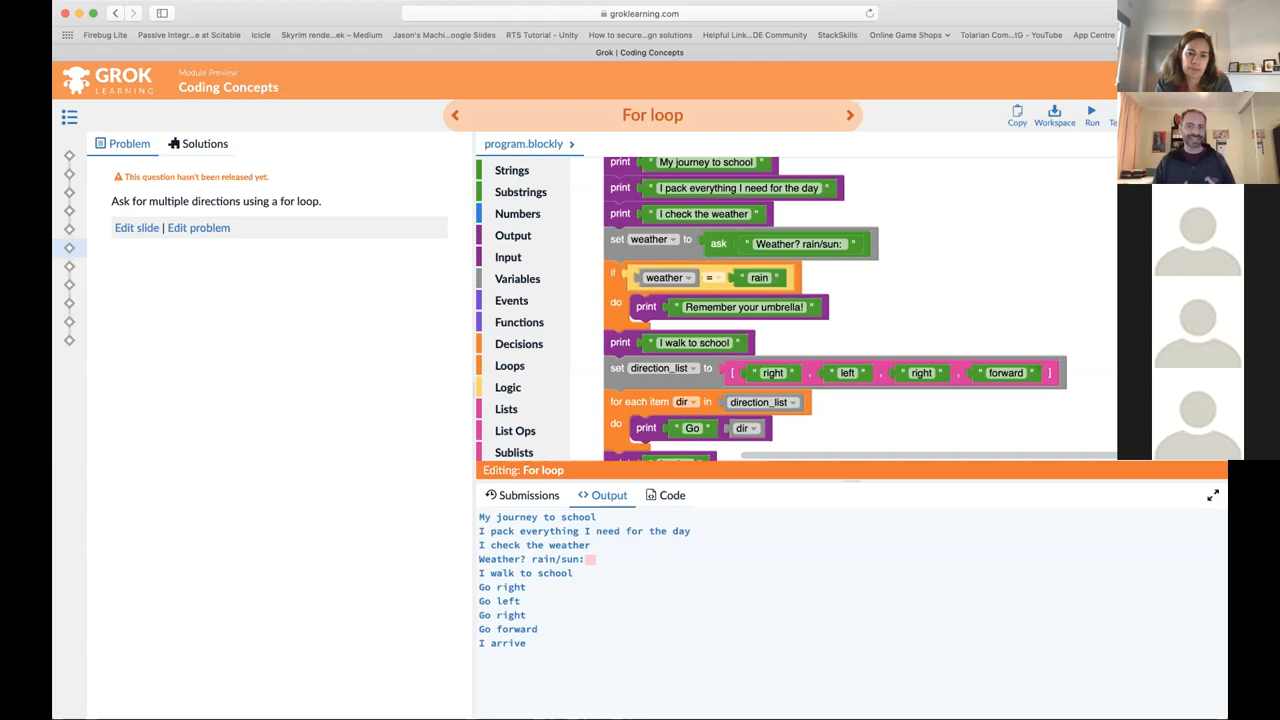 groklearning.com
Firebug Lite Passive Integr...e at Scitable Icicle Skyrim rende...ek – Medium Jason's Machi...oogle Slides RTS Tutorial - Unity How to secure...gn solutions Helpful Link...DE Community StackSkills Online Game Shops Tolarian Com...tG - YouTube App Centre
Grok | Coding Concepts
GROK LEARNING
Module Preview
Coding Concepts
For loop
Copy Workspace Run Te
Problem Solutions
This question hasn't been released yet.
Ask for multiple directions using a for loop.
Edit slide | Edit problem
program.blockly
Strings
Substrings
Numbers
Output
Input
Variables
Events
Functions
Decisions
Loops
Logic
Lists
List Ops
Sublists
print " My journey to school "
print " I pack everything I need for the day "
print " I check the weather "
set weather to ask " Weather? rain/sun: "
if weather = " rain "
do print " Remember your umbrella! "
print " I walk to school "
set direction_list to [ " right " , " left " , " right " , " forward " ]
for each item dir in direction_list
do print " Go " dir
Editing: For loop
Submissions Output Code
My journey to school
I pack everything I need for the day
I check the weather
Weather? rain/sun:
I walk to school
Go right
Go left
Go right
Go forward
I arrive